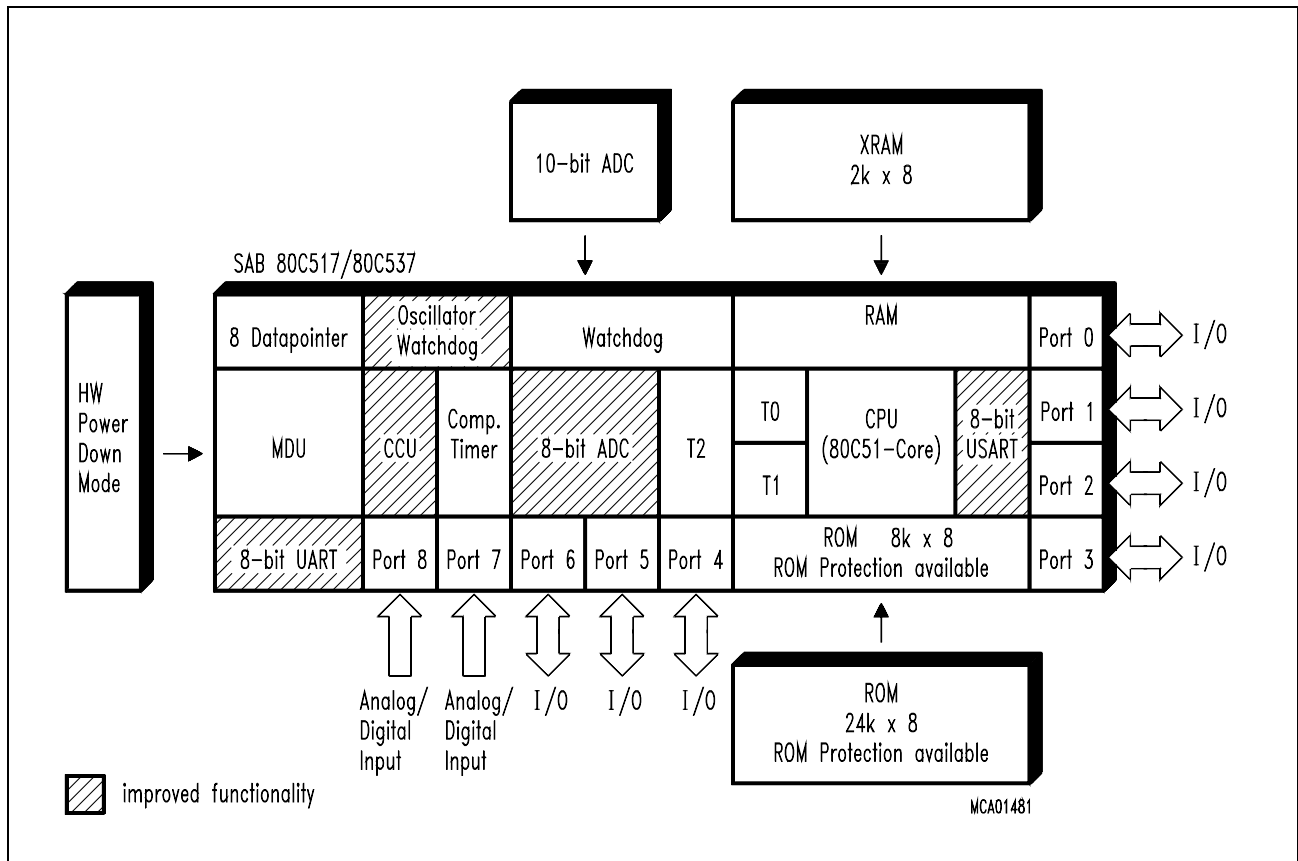 10-bit ADC
XRAM
2k x 8
SAB 80C517/80C537
HW
Power
Down
Mode
8 Datapointer
Oscillator
Watchdog
Watchdog
RAM
Port 0
I/O
MDU
CCU
Comp.
Timer
8-bit ADC
T2
T0
T1
CPU
(80C51-Core)
8-bit
USART
Port 1
I/O
Port 2
I/O
8-bit UART
Port 8
Port 7
Port 6
Port 5
Port 4
ROM 8k x 8
ROM Protection available
Port 3
I/O
Analog/
Digital
Input
Analog/
Digital
Input
I/O
I/O
I/O
ROM
24k x 8
ROM Protection available
improved functionality
MCA01481